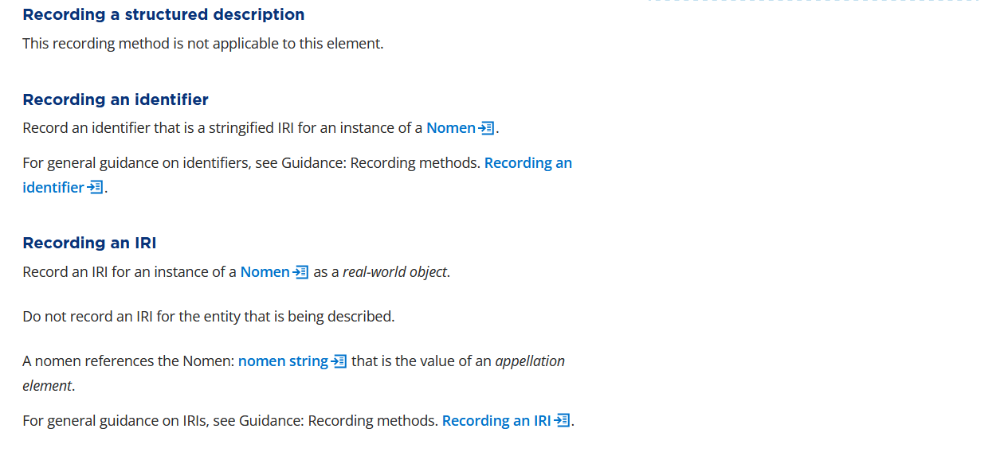 Recording a structured description
This recording method is not applicable to this element.
Recording an identifier
Record an identifier that is a stringified IRI for an instance of a Nomen.
For general guidance on identifiers, see Guidance: Recording methods. Recording an
identifier.
Recording an IRI
Record an IRI for an instance of a Nomen as a real-world object.
Do not record an IRI for the entity that is being described.
A nomen references the Nomen: nomen string that is the value of an appellation
element.
For general guidance on IRIs, see Guidance: Recording methods. Recording an IRI.